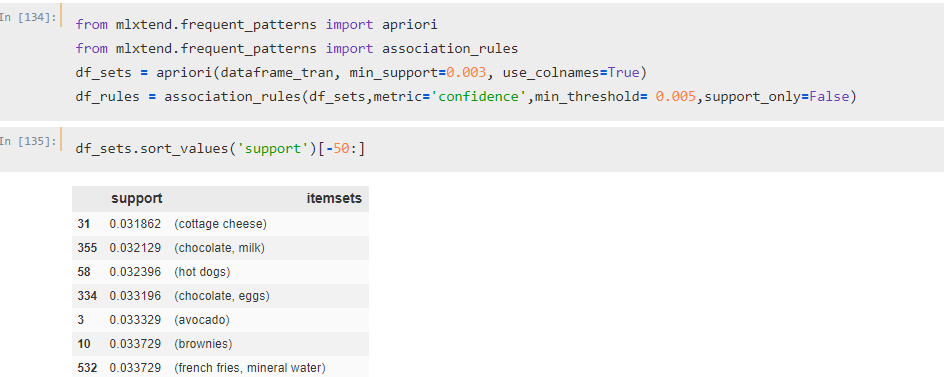 In [134]:
from mlxtend.frequent_patterns import apriori
from mlxtend.frequent_patterns import association_rules
df_sets = apriori(dataframe_tran, min_support=0.003, use_colnames=True)
df_rules = association_rules(df_sets,metric='confidence',min_threshold= 0.005,support_only=False)
In [135]:
df_sets.sort_values('support')[-50:]
support itemsets
31 0.031862 (cottage cheese)
355 0.032129 (chocolate, milk)
58 0.032396 (hot dogs)
334 0.033196 (chocolate, eggs)
3 0.033329 (avocado)
10 0.033729 (brownies)
532 0.033729 (french fries, mineral water)